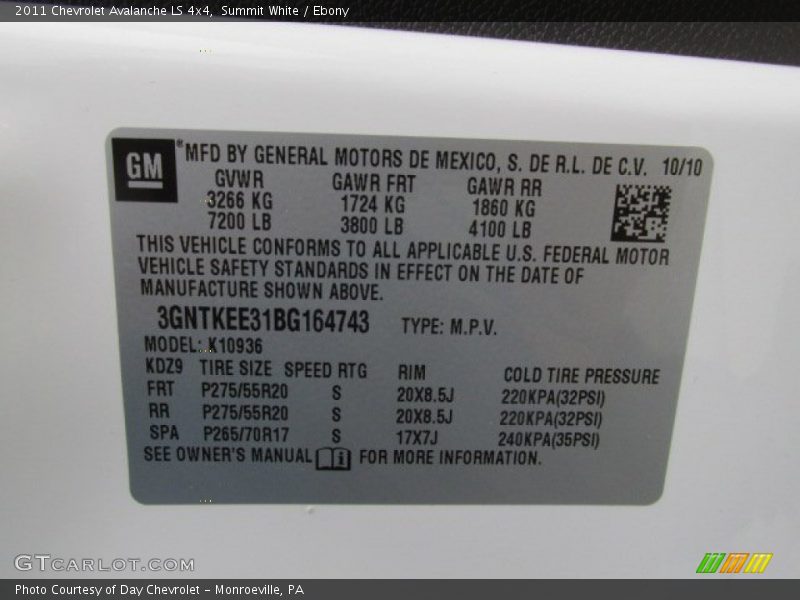 2011 Chevrolet Avalanche LS 4x4, Summit White / Ebony
GM ® MFD BY GENERAL MOTORS DE MEXICO, S. DE R.L. DE C.V. 10/10
GVWR GAWR FRT GAWR RR
3266 KG 1724 KG 1860 KG
7200 LB 3800 LB 4100 LB
THIS VEHICLE CONFORMS TO ALL APPLICABLE U.S. FEDERAL MOTOR
VEHICLE SAFETY STANDARDS IN EFFECT ON THE DATE OF
MANUFACTURE SHOWN ABOVE.
3GNTKEE31BG164743 TYPE: M.P.V.
MODEL: K10936
KDZ9 TIRE SIZE SPEED RTG RIM COLD TIRE PRESSURE
FRT P275/55R20 S 20X8.5J 220KPA(32PSI)
RR P275/55R20 S 20X8.5J 220KPA(32PSI)
SPA P265/70R17 S 17X7J 240KPA(35PSI)
SEE OWNER'S MANUAL i FOR MORE INFORMATION.
GTCARLOT.COM
Photo Courtesy of Day Chevrolet - Monroeville, PA